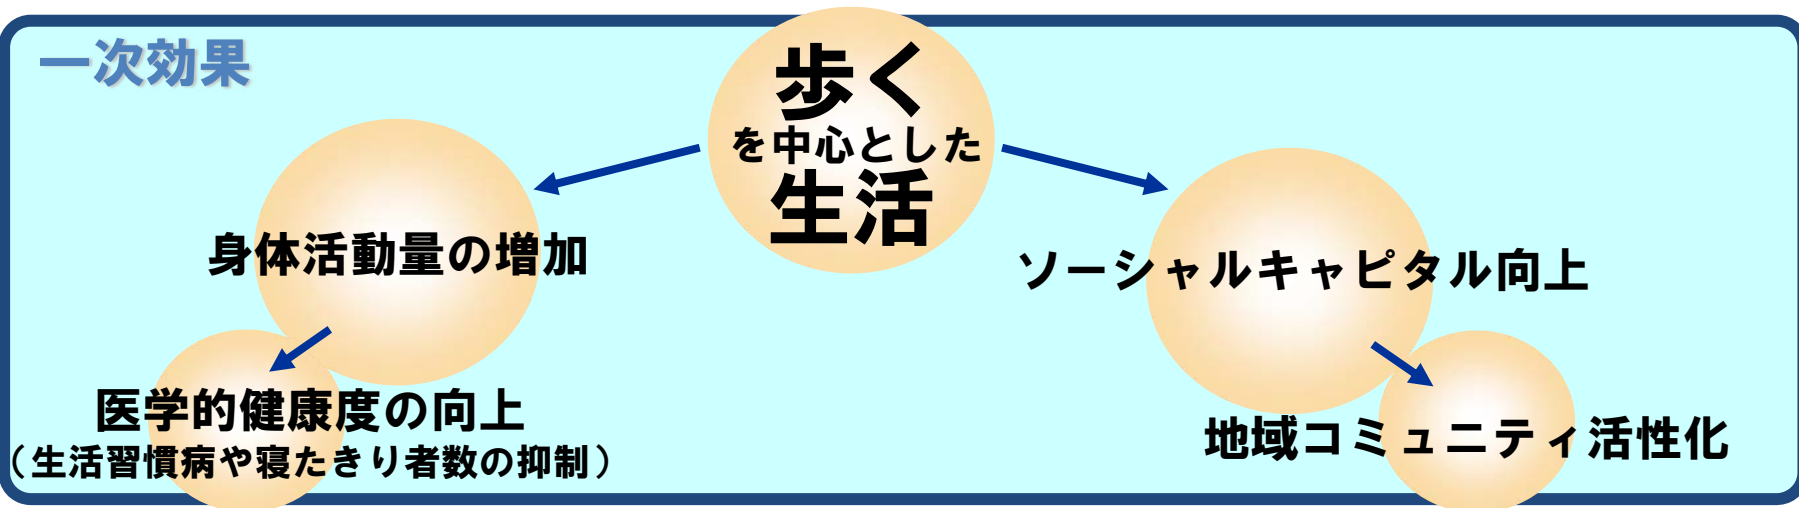 一次効果
歩く
を中心とした
生活
身体活動量の増加
ソーシャルキャピタル向上
医学的健康度の向上
（生活習慣病や寝たきり者数の抑制）
地域コミュニティ活性化